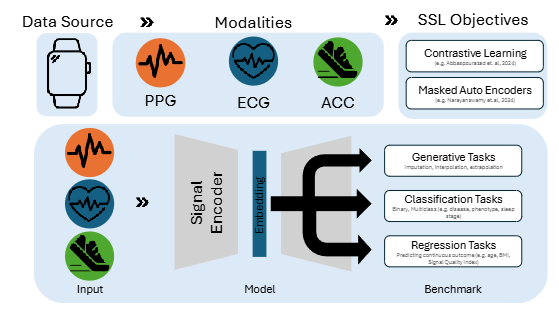 Data Source
»
Modalities
»
SSL Objectives
PPG
ECG
ACC
Contrastive Learning
(e.g. Abbaspourazad et. al, 2024)
Masked Auto Encoders
(e.g. Narayanswamy et.al, 2024)
»
Signal
Encoder
Embedding
Generative Tasks
Imputation, interpolation, extrapolation
Classification Tasks
Binary, Multiclass (e.g. disease, phenotype, sleep
stage)
Regression Tasks
Predicting continuous outcome (e.g. age, BMI,
Signal Quality Index)
Input
Model
Benchmark